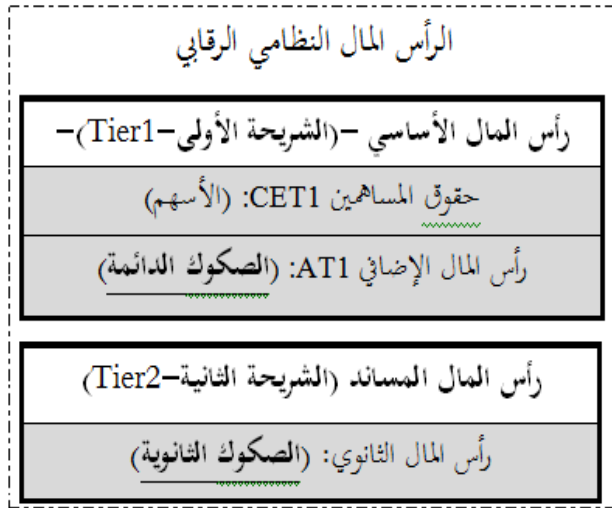 الرأس المال النظامي الرقابي
رأس المال الأساسي –(الشريحة الأولى–Tier1)–
حقوق المساهمين CET1: (الأسهم)
رأس المال الإضافي AT1: (الصكوك الدائمة)
رأس المال المساند (الشريحة الثانية–Tier2)
رأس المال الثانوي: (الصكوك الثانوية)